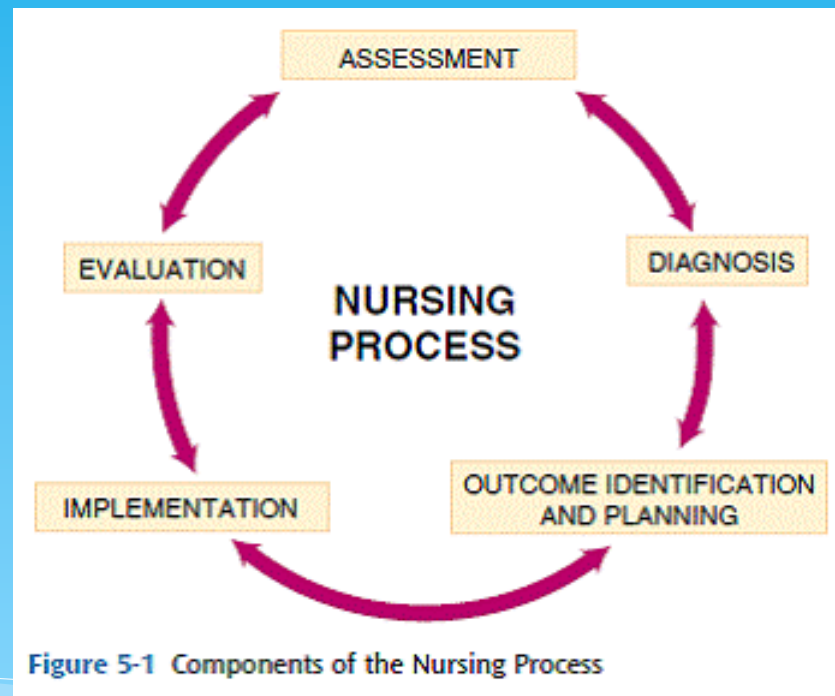 ASSESSMENT
EVALUATION
DIAGNOSIS
NURSING
PROCESS
IMPLEMENTATION
OUTCOME IDENTIFICATION
AND PLANNING
Figure 5-1 Components of the Nursing Process